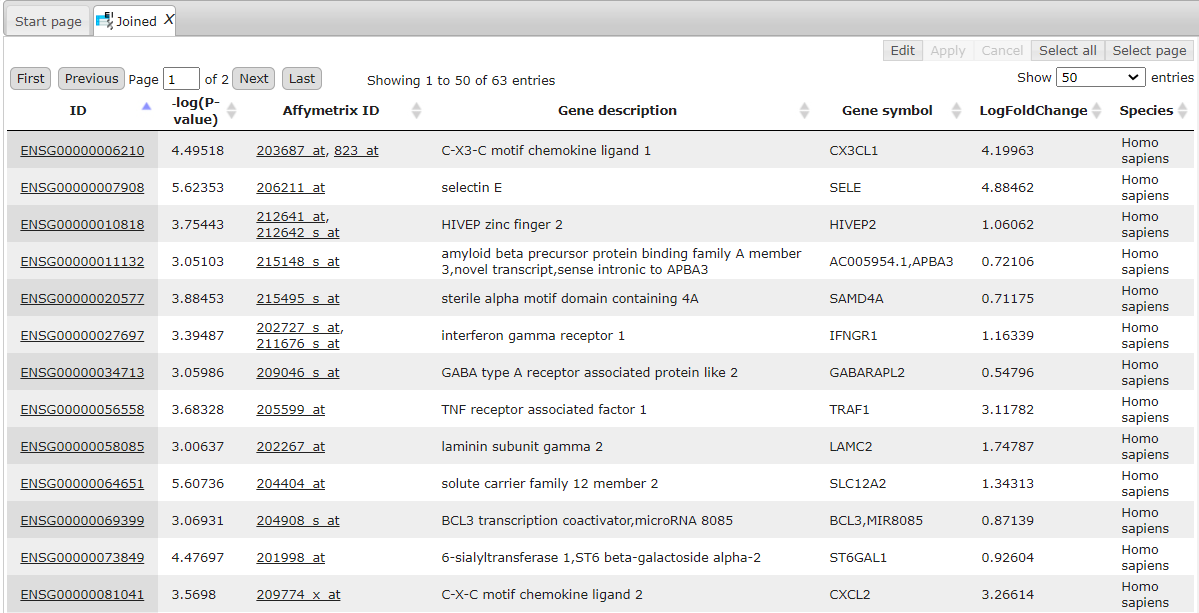 Start page
Joined X
Edit Apply Cancel Select all Select page
First Previous Page 1 of 2 Next Last Showing 1 to 50 of 63 entries Show 50 entries
ID -log(P-value) Affymetrix ID Gene description Gene symbol LogFoldChange Species
ENSG00000006210 4.49518 203687_at, 823_at C-X3-C motif chemokine ligand 1 CX3CL1 4.19963 Homo sapiens
ENSG00000007908 5.62353 206211_at selectin E SELE 4.88462 Homo sapiens
ENSG00000010818 3.75443 212641_at, 212642_s_at HIVEP zinc finger 2 HIVEP2 1.06062 Homo sapiens
ENSG00000011132 3.05103 215148_s_at amyloid beta precursor protein binding family A member 3,novel transcript,sense intronic to APBA3 AC005954.1,APBA3 0.72106 Homo sapiens
ENSG00000020577 3.88453 215495_s_at sterile alpha motif domain containing 4A SAMD4A 0.71175 Homo sapiens
ENSG00000027697 3.39487 202727_s_at, 211676_s_at interferon gamma receptor 1 IFNGR1 1.16339 Homo sapiens
ENSG00000034713 3.05986 209046_s_at GABA type A receptor associated protein like 2 GABARAPL2 0.54796 Homo sapiens
ENSG00000056558 3.68328 205599_at TNF receptor associated factor 1 TRAF1 3.11782 Homo sapiens
ENSG00000058085 3.00637 202267_at laminin subunit gamma 2 LAMC2 1.74787 Homo sapiens
ENSG00000064651 5.60736 204404_at solute carrier family 12 member 2 SLC12A2 1.34313 Homo sapiens
ENSG00000069399 3.06931 204908_s_at BCL3 transcription coactivator,microRNA 8085 BCL3,MIR8085 0.87139 Homo sapiens
ENSG00000073849 4.47697 201998_at 6-sialyltransferase 1,ST6 beta-galactoside alpha-2 ST6GAL1 0.92604 Homo sapiens
ENSG00000081041 3.5698 209774_x_at C-X-C motif chemokine ligand 2 CXCL2 3.26614 Homo sapiens